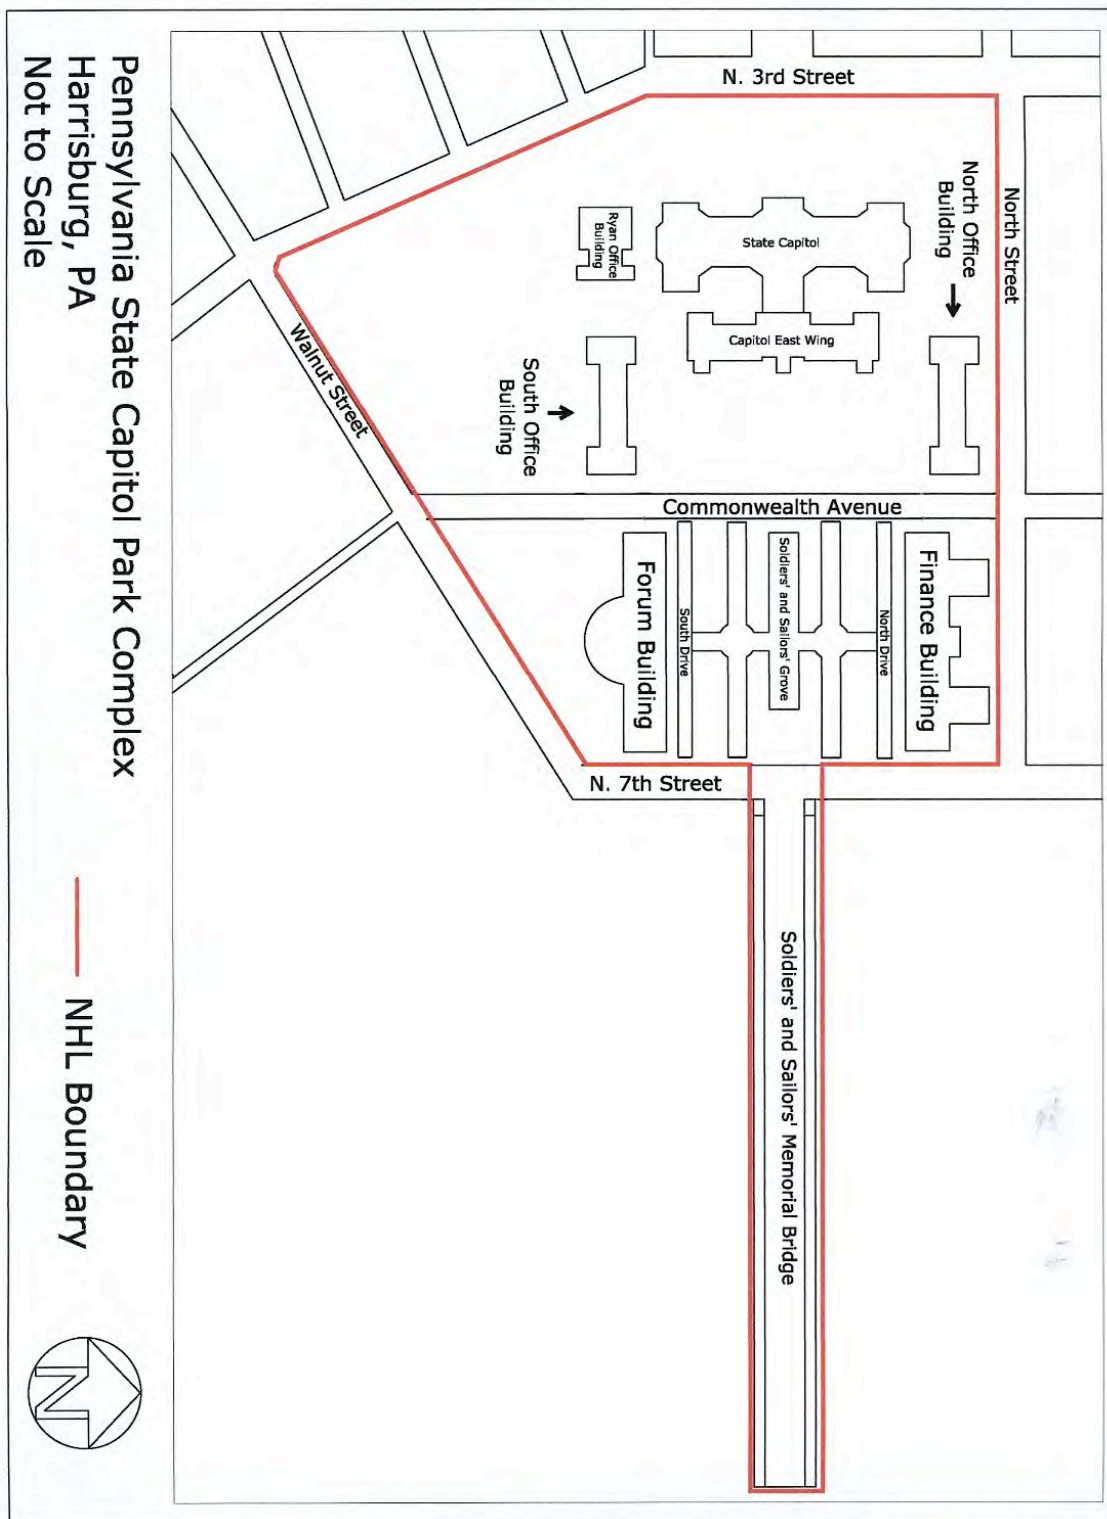 N. 3rd Street
North Street
North Office
Building
State Capitol
Ryan Office
Building
Capitol East Wing
South Office
Building
Walnut Street
Commonwealth Avenue
Finance Building
North Drive
Soldiers' and Sailors' Grove
South Drive
Forum Building
N. 7th Street
Soldiers' and Sailors' Memorial Bridge
Pennsylvania State Capitol Park Complex
Harrisburg, PA
Not to Scale
NHL Boundary
N